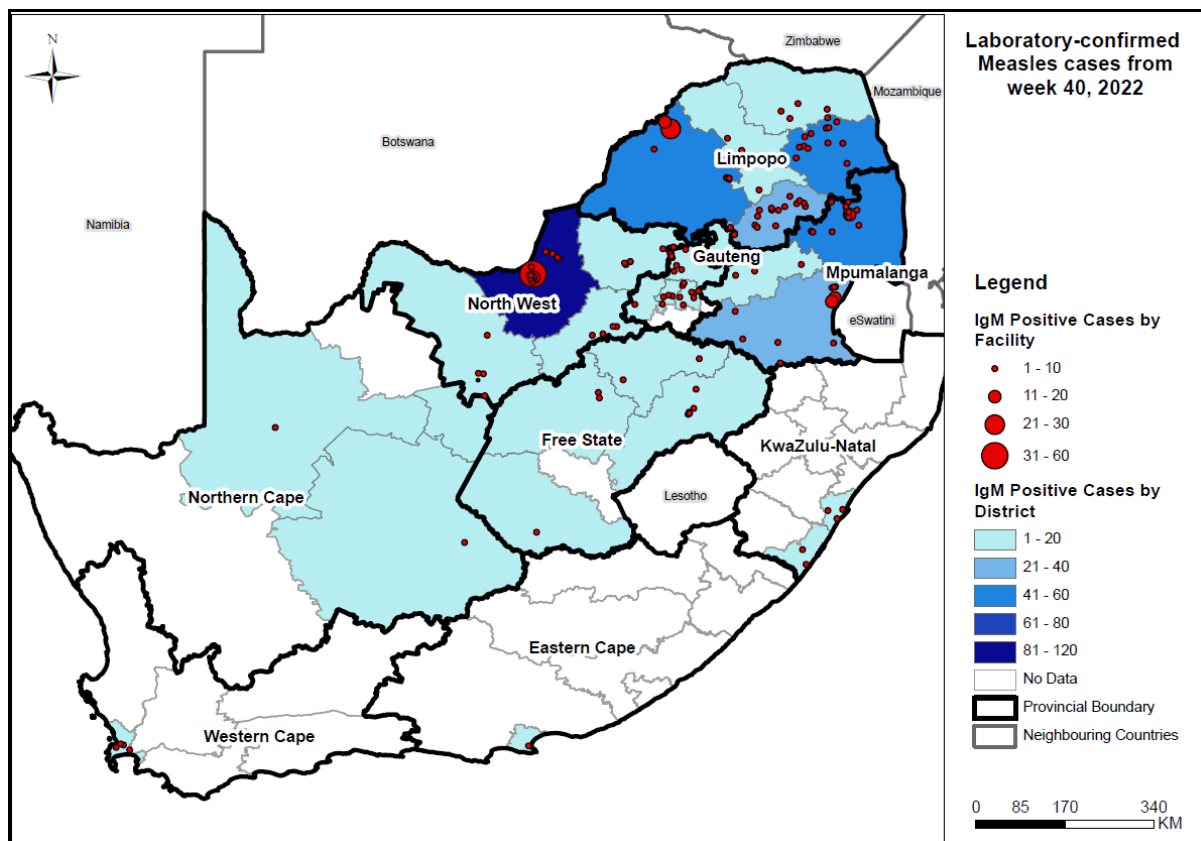 N
Zimbabwe
Mozambique
Botswana
Namibia
Limpopo
Gauteng
Mpumalanga
North West
eSwatini
Free State
KwaZulu-Natal
Lesotho
Northern Cape
Eastern Cape
Western Cape
Laboratory-confirmed
Measles cases from
week 40, 2022
Legend
IgM Positive Cases by
Facility
1 - 10
11 - 20
21 - 30
31 - 60
IgM Positive Cases by
District
1 - 20
21 - 40
41 - 60
61 - 80
81 - 120
No Data
Provincial Boundary
Neighbouring Countries
0 85 170 340
KM